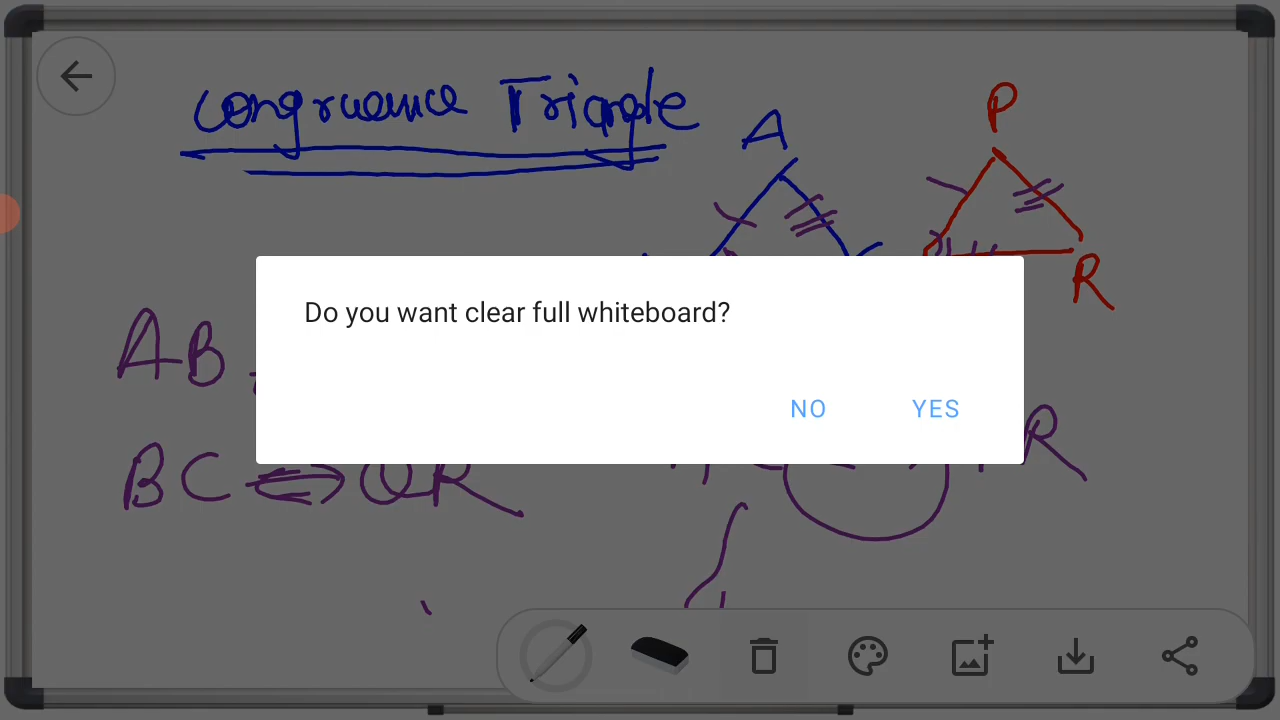 Congruence Triangle
A
P
R
Do you want clear full whiteboard?
AB
NO YES
R
BC ⇌ QR